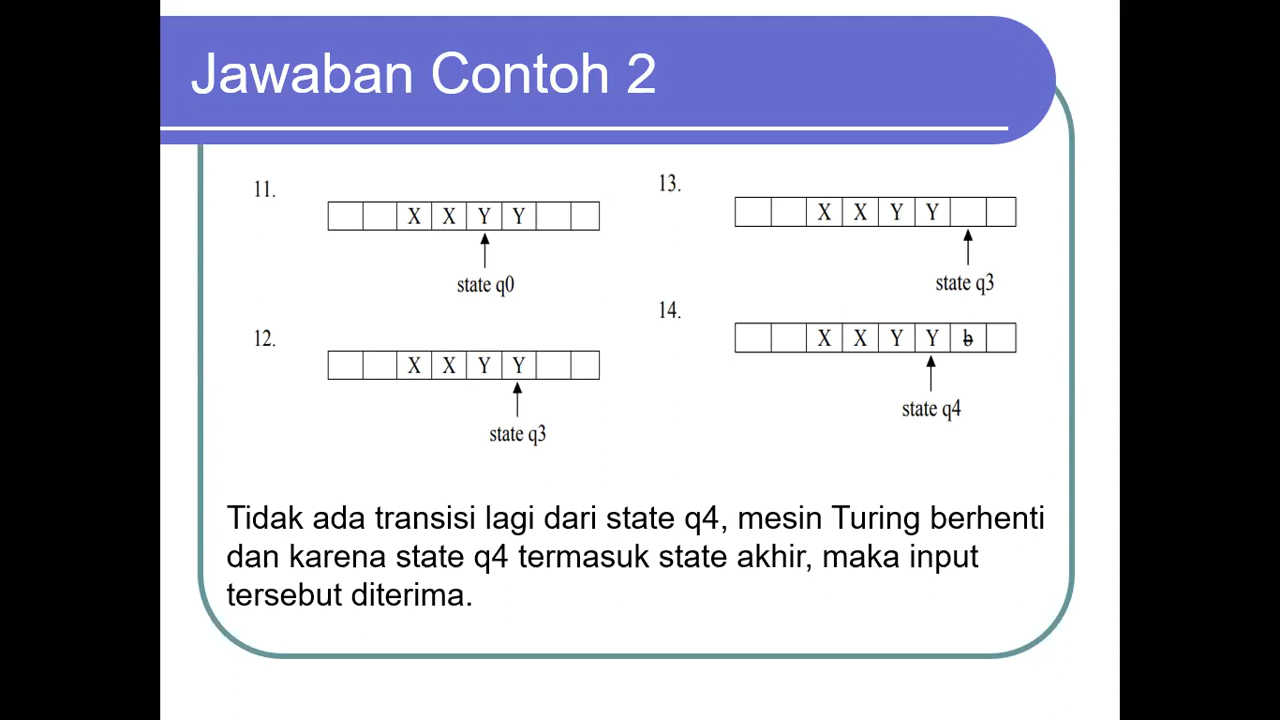 Jawaban Contoh 2
11.
X X Y Y
state q0
12.
X X Y Y
state q3
13.
X X Y Y
state q3
14.
X X Y Y ƀ
state q4
Tidak ada transisi lagi dari state q4, mesin Turing berhenti
dan karena state q4 termasuk state akhir, maka input
tersebut diterima.